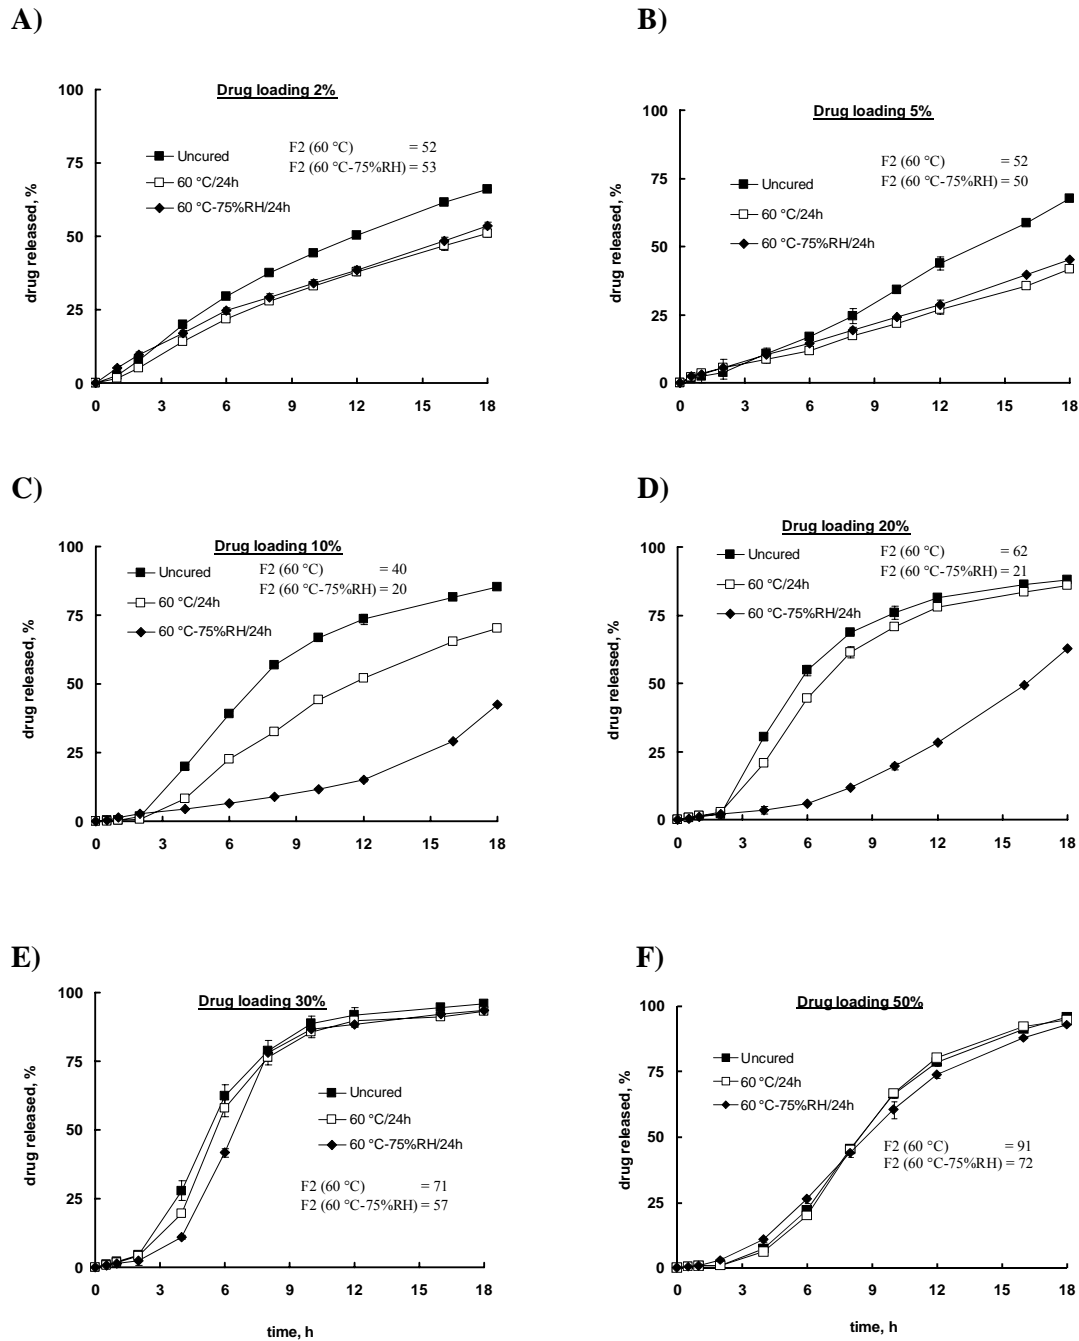 A)
Drug loading 2%
F2 (60 °C) = 52
F2 (60 °C-75%RH) = 53
Uncured
60 °C/24h
60 °C-75%RH/24h
drug released, %
100
75
50
25
0
0 3 6 9 12 15 18
B)
Drug loading 5%
F2 (60 °C) = 52
F2 (60 °C-75%RH) = 50
Uncured
60 °C/24h
60 °C-75%RH/24h
drug released, %
100
75
50
25
0
0 3 6 9 12 15 18
C)
Drug loading 10%
F2 (60 °C) = 40
F2 (60 °C-75%RH) = 20
Uncured
60 °C/24h
60 °C-75%RH/24h
drug released, %
100
75
50
25
0
0 3 6 9 12 15 18
D)
Drug loading 20%
F2 (60 °C) = 62
F2 (60 °C-75%RH) = 21
Uncured
60 °C/24h
60 °C-75%RH/24h
drug released, %
100
75
50
25
0
0 3 6 9 12 15 18
E)
Drug loading 30%
Uncured
60 °C/24h
60 °C-75%RH/24h
F2 (60 °C) = 71
F2 (60 °C-75%RH) = 57
drug released, %
100
75
50
25
0
0 3 6 9 12 15 18
time, h
F)
Drug loading 50%
Uncured
60 °C/24h
60 °C-75%RH/24h
F2 (60 °C) = 91
F2 (60 °C-75%RH) = 72
drug released, %
100
75
50
25
0
0 3 6 9 12 15 18
time, h